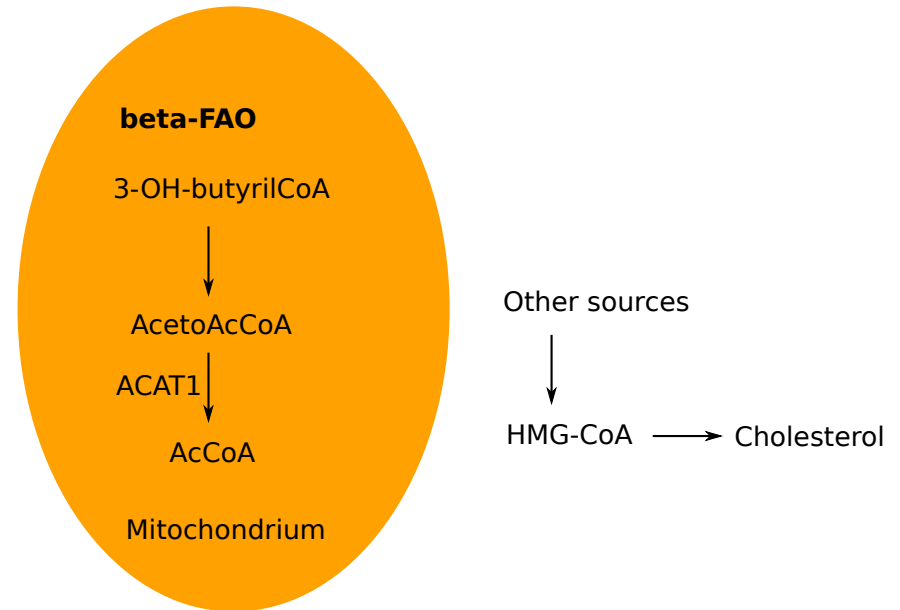 beta-FAO
3-OH-butyrilCoA
AcetoAcCoA
ACAT1
AcCoA
Mitochondrium
Other sources
HMG-CoA
Cholesterol